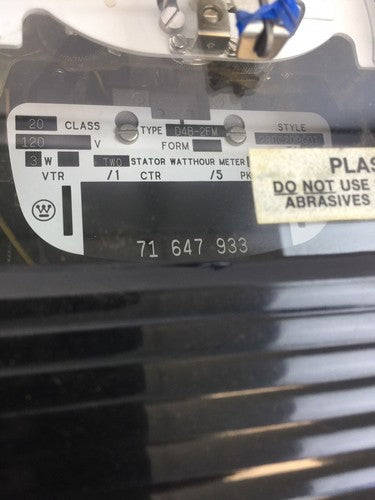 20 CLASS TYPE D4B-2FM STYLE
120 V FORM
3 W TWO STATOR WATTHOUR METER
VTR /1 CTR /5 PK
W
71 647 933
PLAS
DO NOT USE
ABRASIVES